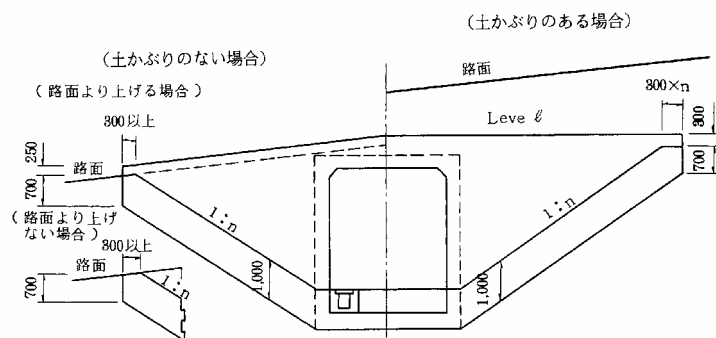 (土かぶりのある場合)
(土かぶりのない場合)
路面
(路面より上げる場合)
300×n
300以上
Level ℓ
300
250
路面
700
700
(路面より上げ
ない場合)
1:n
1:n
300以上
路面
1:n
700
1,000
1,000